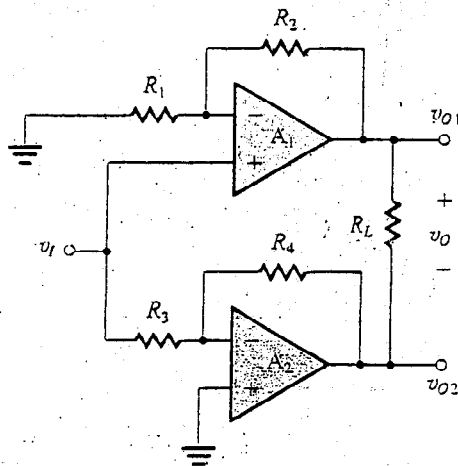 R2
R1
−
A1
+
vO1
+
vI
RL
vO
−
R4
R3
−
A2
+
vO2